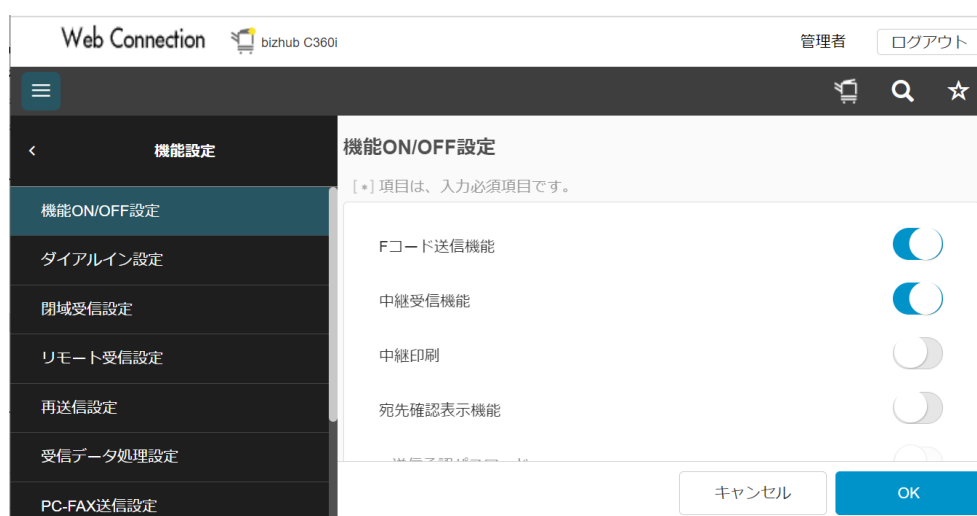 Web Connection
bizhub C360i
管理者
ログアウト
機能設定
機能ON/OFF設定
ダイアルイン設定
閉域受信設定
リモート受信設定
再送信設定
受信データ処理設定
PC-FAX送信設定
機能ON/OFF設定
[*] 項目は、入力必須項目です。
Fコード送信機能
中継受信機能
中継印刷
宛先確認表示機能
キャンセル
OK